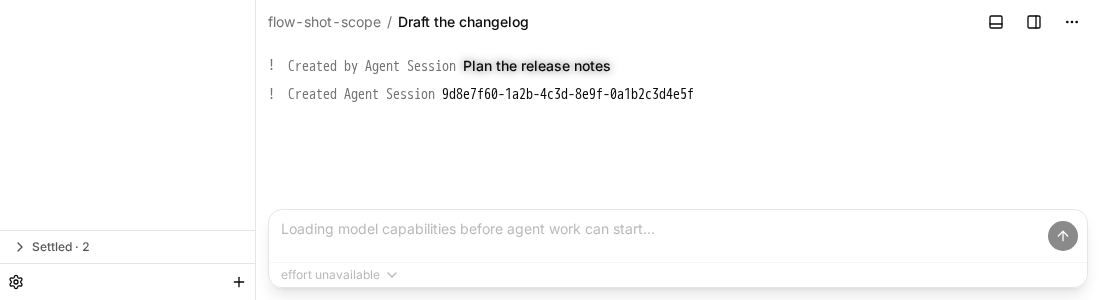 flow-shot-scope / Draft the changelog
! Created by Agent Session Plan the release notes
! Created Agent Session 9d8e7f60-1a2b-4c3d-8e9f-0a1b2c3d4e5f
Loading model capabilities before agent work can start...
effort unavailable
Settled · 2